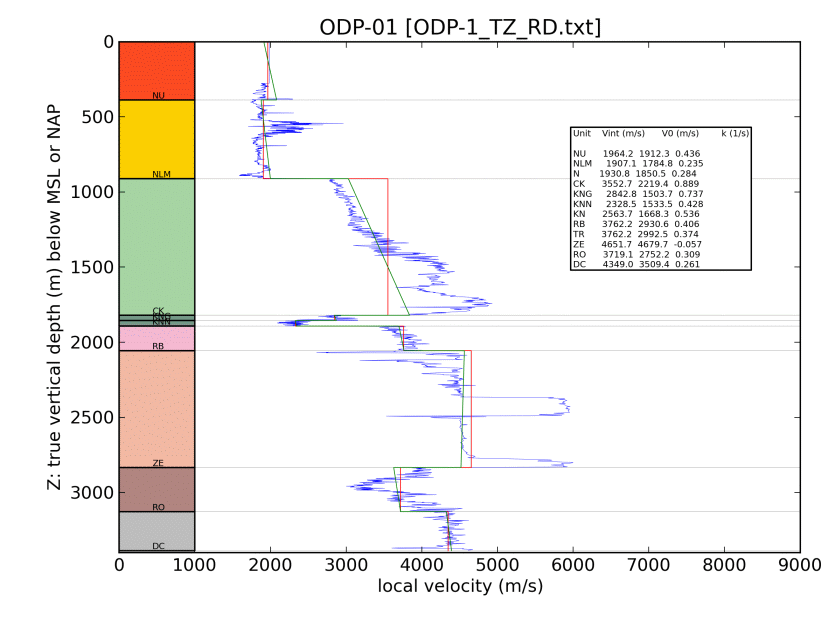 ODP-01 [ODP-1_TZ_RD.txt]
Z: true vertical depth (m) below MSL or NAP
0
500
1000
1500
2000
2500
3000
NU
NLM
CK
KNG
KNN
RB
ZE
RO
DC
Unit Vint (m/s) V0 (m/s) k (1/s)
NU 1964.2 1912.3 0.436
NLM 1907.1 1784.8 0.235
N 1930.8 1850.5 0.284
CK 3552.7 2219.4 0.889
KNG 2842.8 1503.7 0.737
KNN 2328.5 1533.5 0.428
KN 2563.7 1668.3 0.536
RB 3762.2 2930.6 0.406
TR 3762.2 2992.5 0.374
ZE 4651.7 4679.7 -0.057
RO 3719.1 2752.2 0.309
DC 4349.0 3509.4 0.261
0 1000 2000 3000 4000 5000 6000 7000 8000 9000
local velocity (m/s)